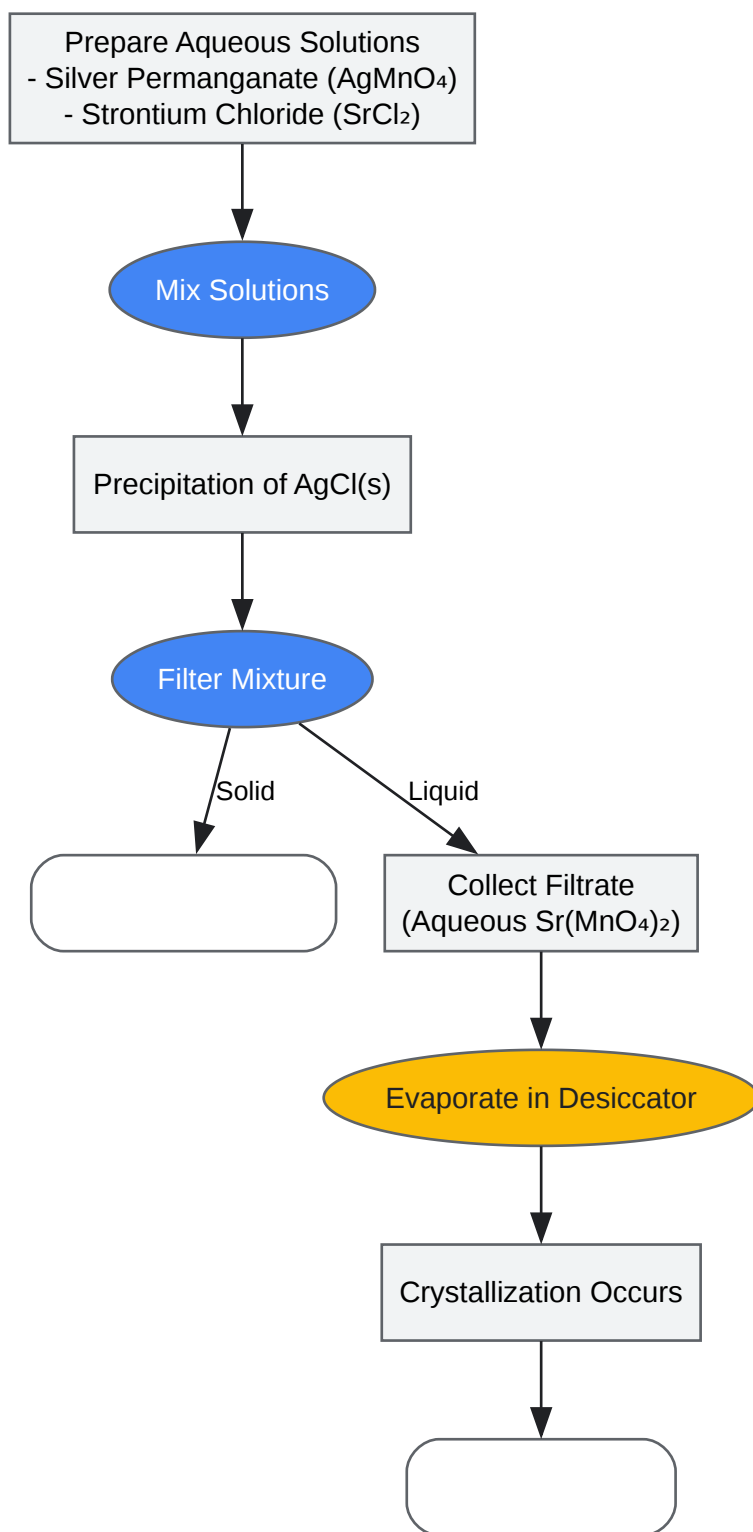 Prepare Aqueous Solutions
- Silver Permanganate (AgMnO₄)
- Strontium Chloride (SrCl₂)
Mix Solutions
Precipitation of AgCl(s)
Filter Mixture
Solid
Liquid
Collect Filtrate
(Aqueous Sr(MnO₄)₂)
Evaporate in Desiccator
Crystallization Occurs